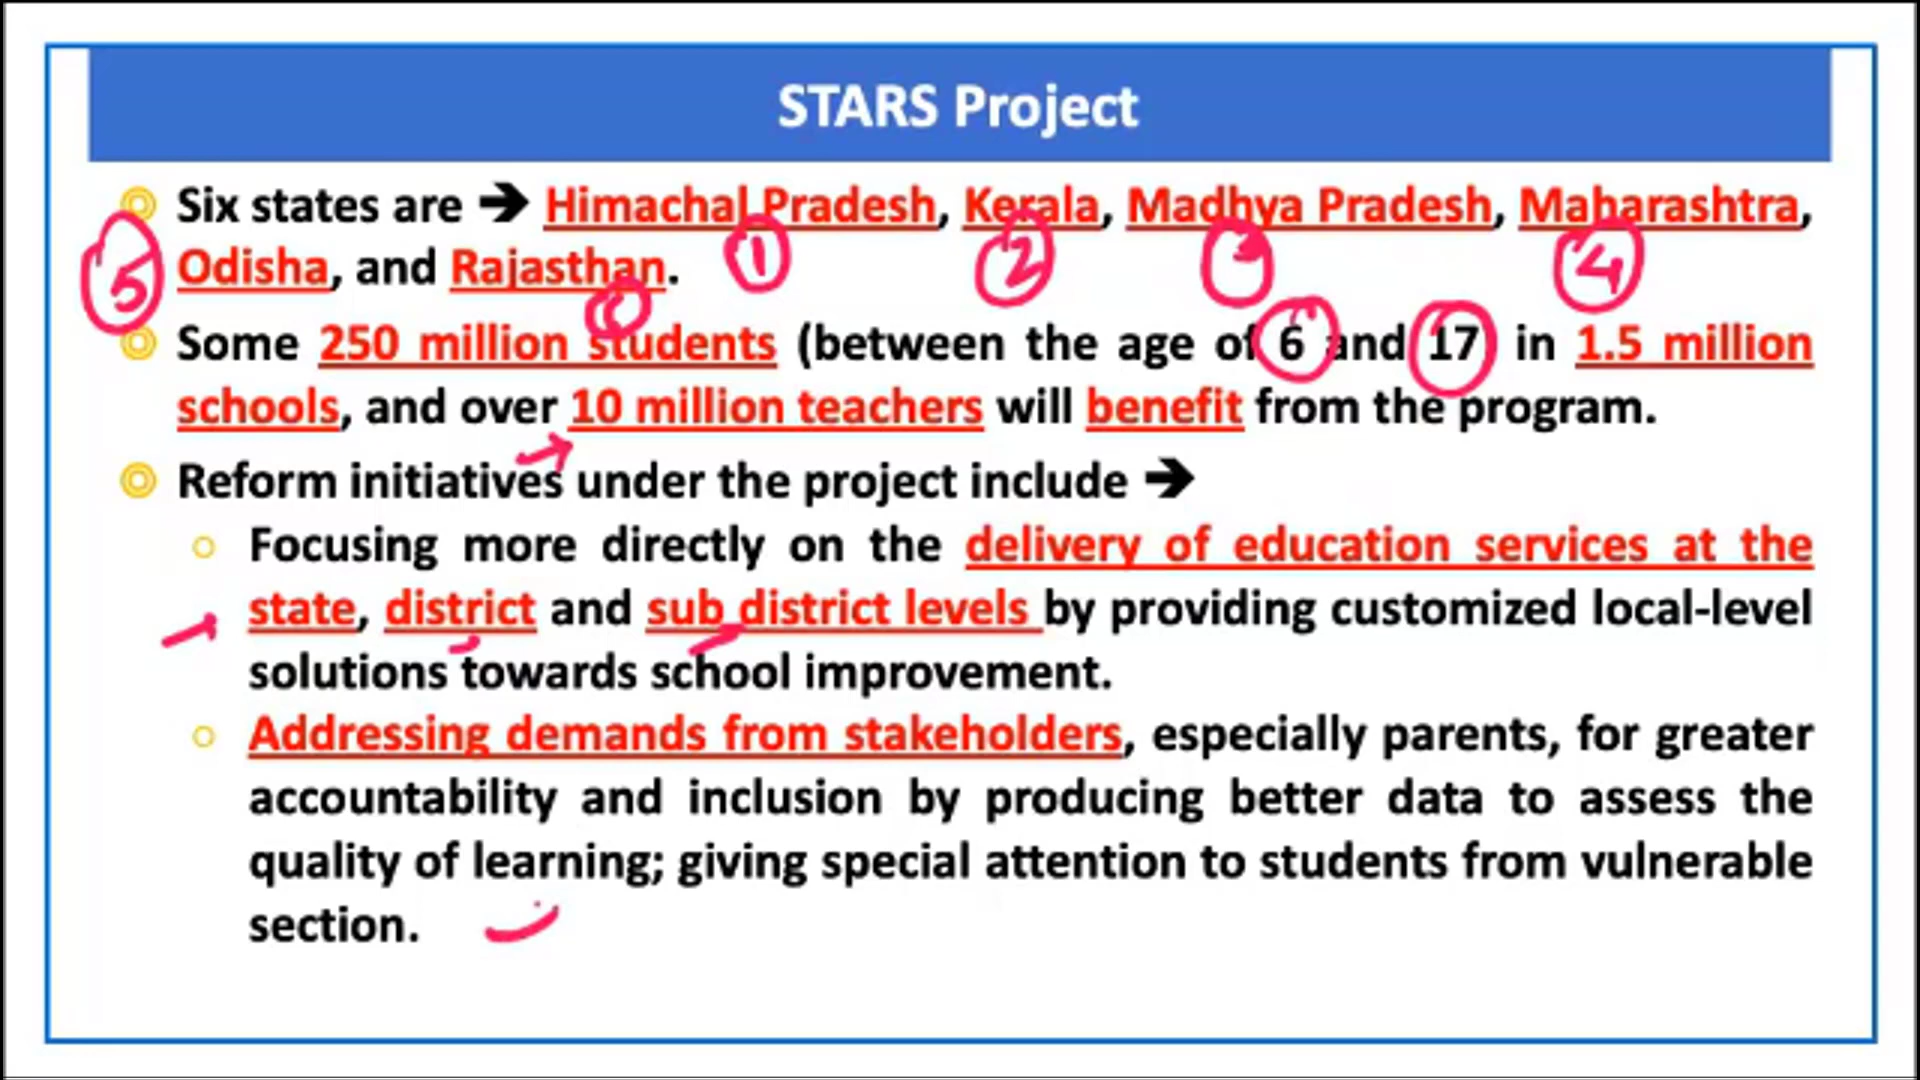 STARS Project
Six states are ➔ Himachal Pradesh, Kerala, Madhya Pradesh, Maharashtra,
Odisha, and Rajasthan.
1 2 3 4
5
Some 250 million students (between the age of 6 and 17 in 1.5 million
schools, and over 10 million teachers will benefit from the program.
Reform initiatives under the project include ➔
Focusing more directly on the delivery of education services at the
state, district and sub district levels by providing customized local-level
solutions towards school improvement.
Addressing demands from stakeholders, especially parents, for greater
accountability and inclusion by producing better data to assess the
quality of learning; giving special attention to students from vulnerable
section.